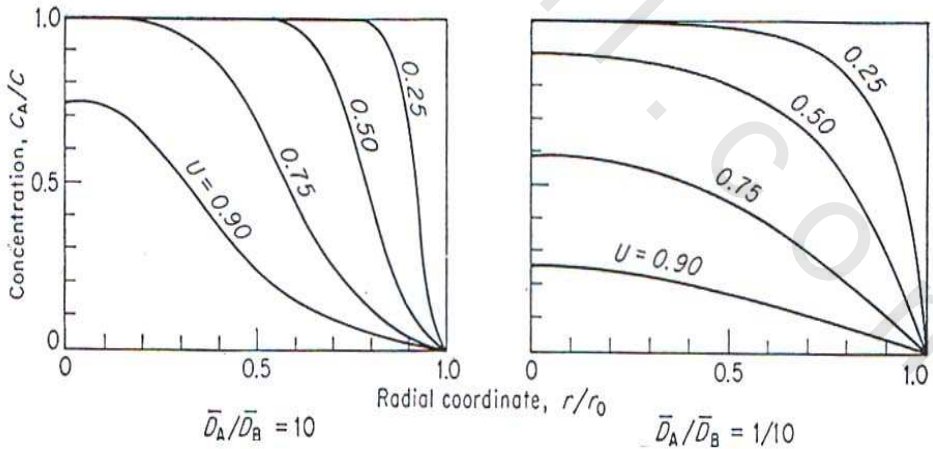 Concentration, C_A/C
1.0
0.5
0
U = 0.90
0.75
0.50
0.25
0
0.5
1.0
0.25
0.50
0.75
U = 0.90
0
0.5
1.0
Radial coordinate, r/r₀
D̅_A/D̅_B = 10
D̅_A/D̅_B = 1/10